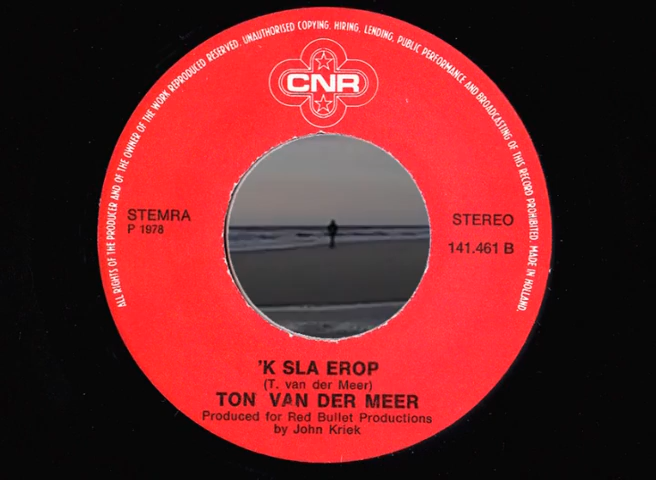 ALL RIGHTS OF THE PRODUCER AND OF THE OWNER OF THE WORK REPRODUCED RESERVED. UNAUTHORISED COPYING, HIRING, LENDING, PUBLIC PERFORMANCE AND BROADCASTING OF THIS RECORD PROHIBITED. MADE IN HOLLAND.
CNR
STEMRA
P 1978
STEREO
141.461 B
'K SLA EROP
(T. van der Meer)
TON VAN DER MEER
Produced for Red Bullet Productions
by John Kriek